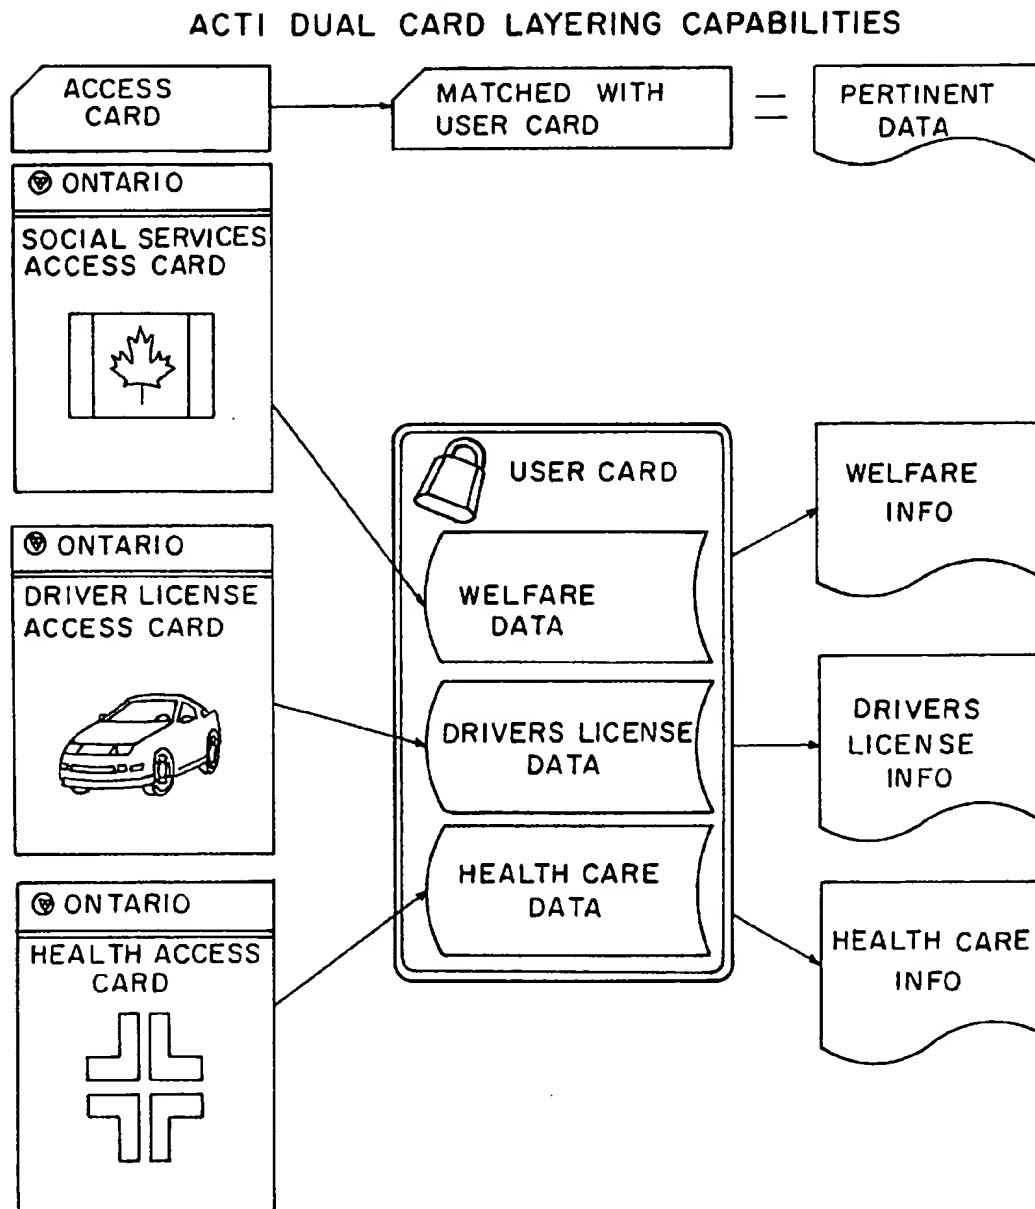 ACTI DUAL CARD LAYERING CAPABILITIES
ACCESS
CARD
MATCHED WITH
USER CARD
=
PERTINENT
DATA
ONTARIO
SOCIAL SERVICES
ACCESS CARD
ONTARIO
DRIVER LICENSE
ACCESS CARD
ONTARIO
HEALTH ACCESS
CARD
USER CARD
WELFARE
DATA
DRIVERS LICENSE
DATA
HEALTH CARE
DATA
WELFARE
INFO
DRIVERS
LICENSE
INFO
HEALTH CARE
INFO